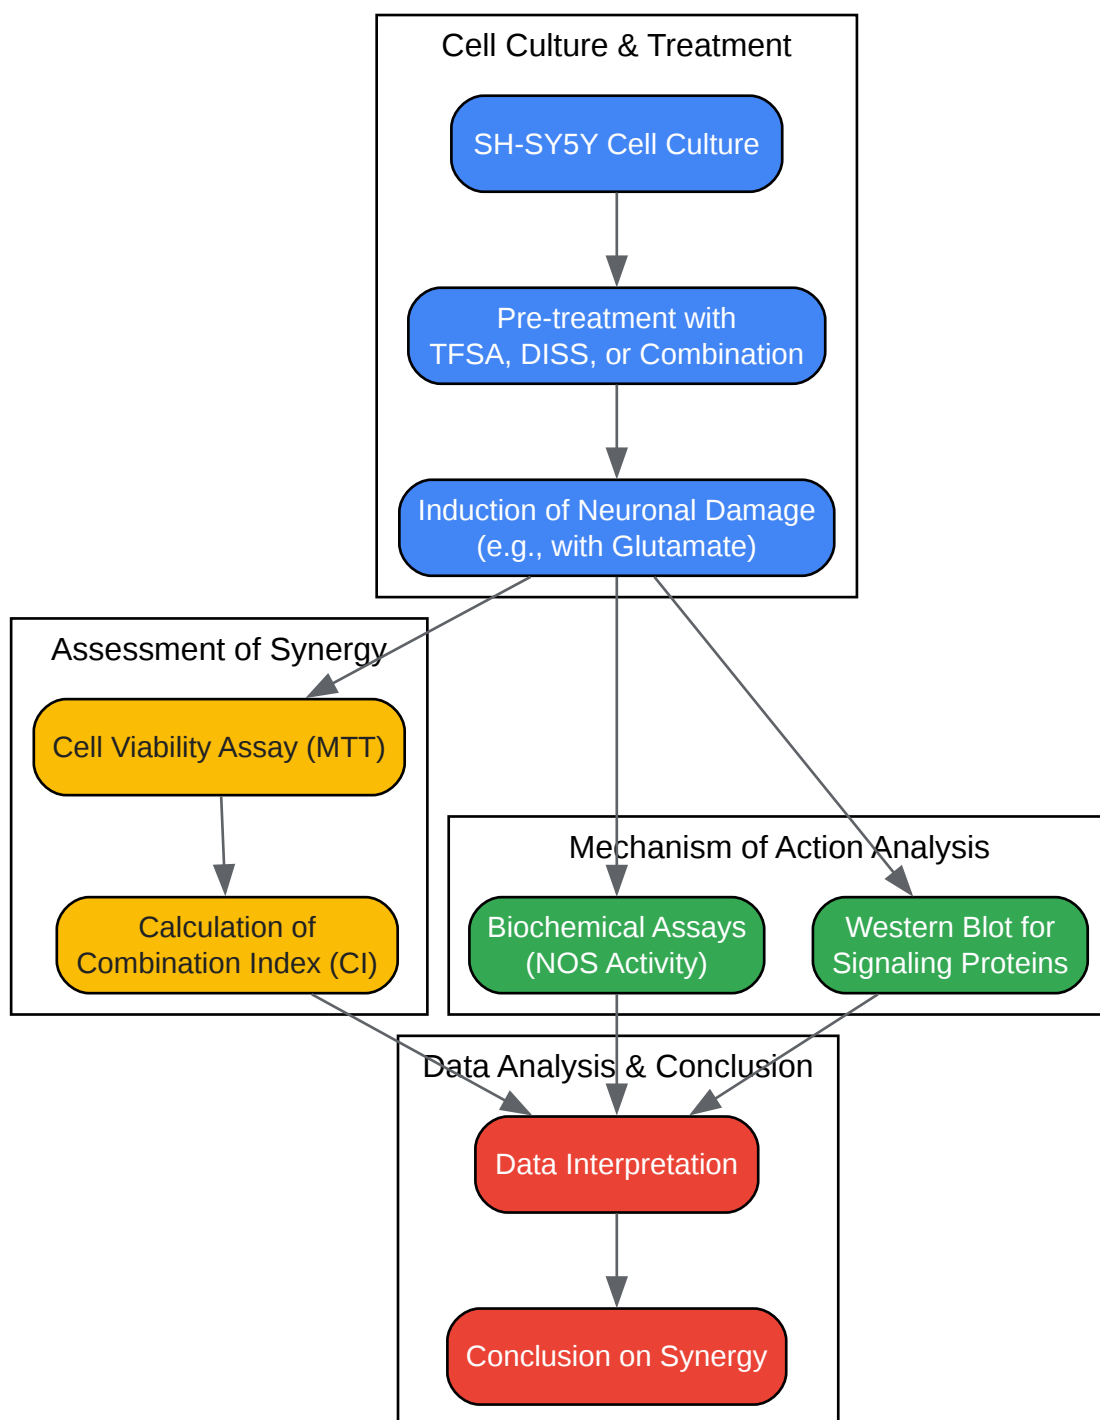 Cell Culture & Treatment
SH-SY5Y Cell Culture
Pre-treatment with
TFSA, DISS, or Combination
Induction of Neuronal Damage
(e.g., with Glutamate)
Assessment of Synergy
Cell Viability Assay (MTT)
Calculation of
Combination Index (CI)
Mechanism of Action Analysis
Biochemical Assays
(NOS Activity)
Western Blot for
Signaling Proteins
Data Analysis & Conclusion
Data Interpretation
Conclusion on Synergy